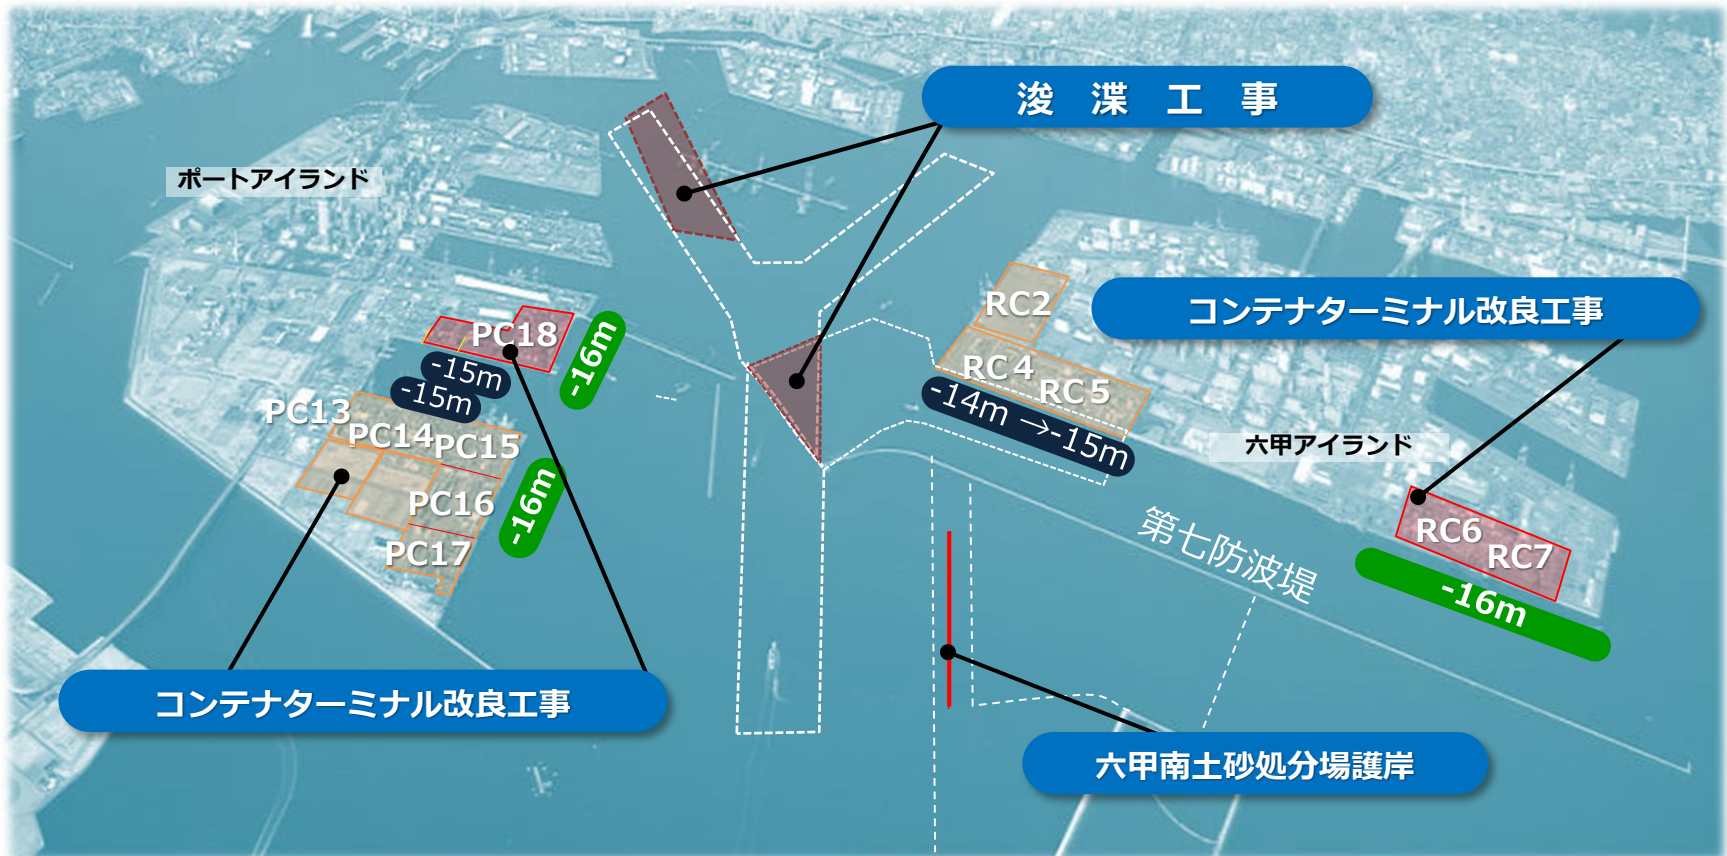 浚 渫 工 事
ポートアイランド
コンテナターミナル改良工事
RC2
PC18
-16m
-15m
-15m
RC４
RC５
-14m →-15m
PC13
PC14
PC15
六甲アイランド
PC16
-16m
第七防波堤
RC6
RC7
PC17
-16m
コンテナターミナル改良工事
六甲南土砂処分場護岸